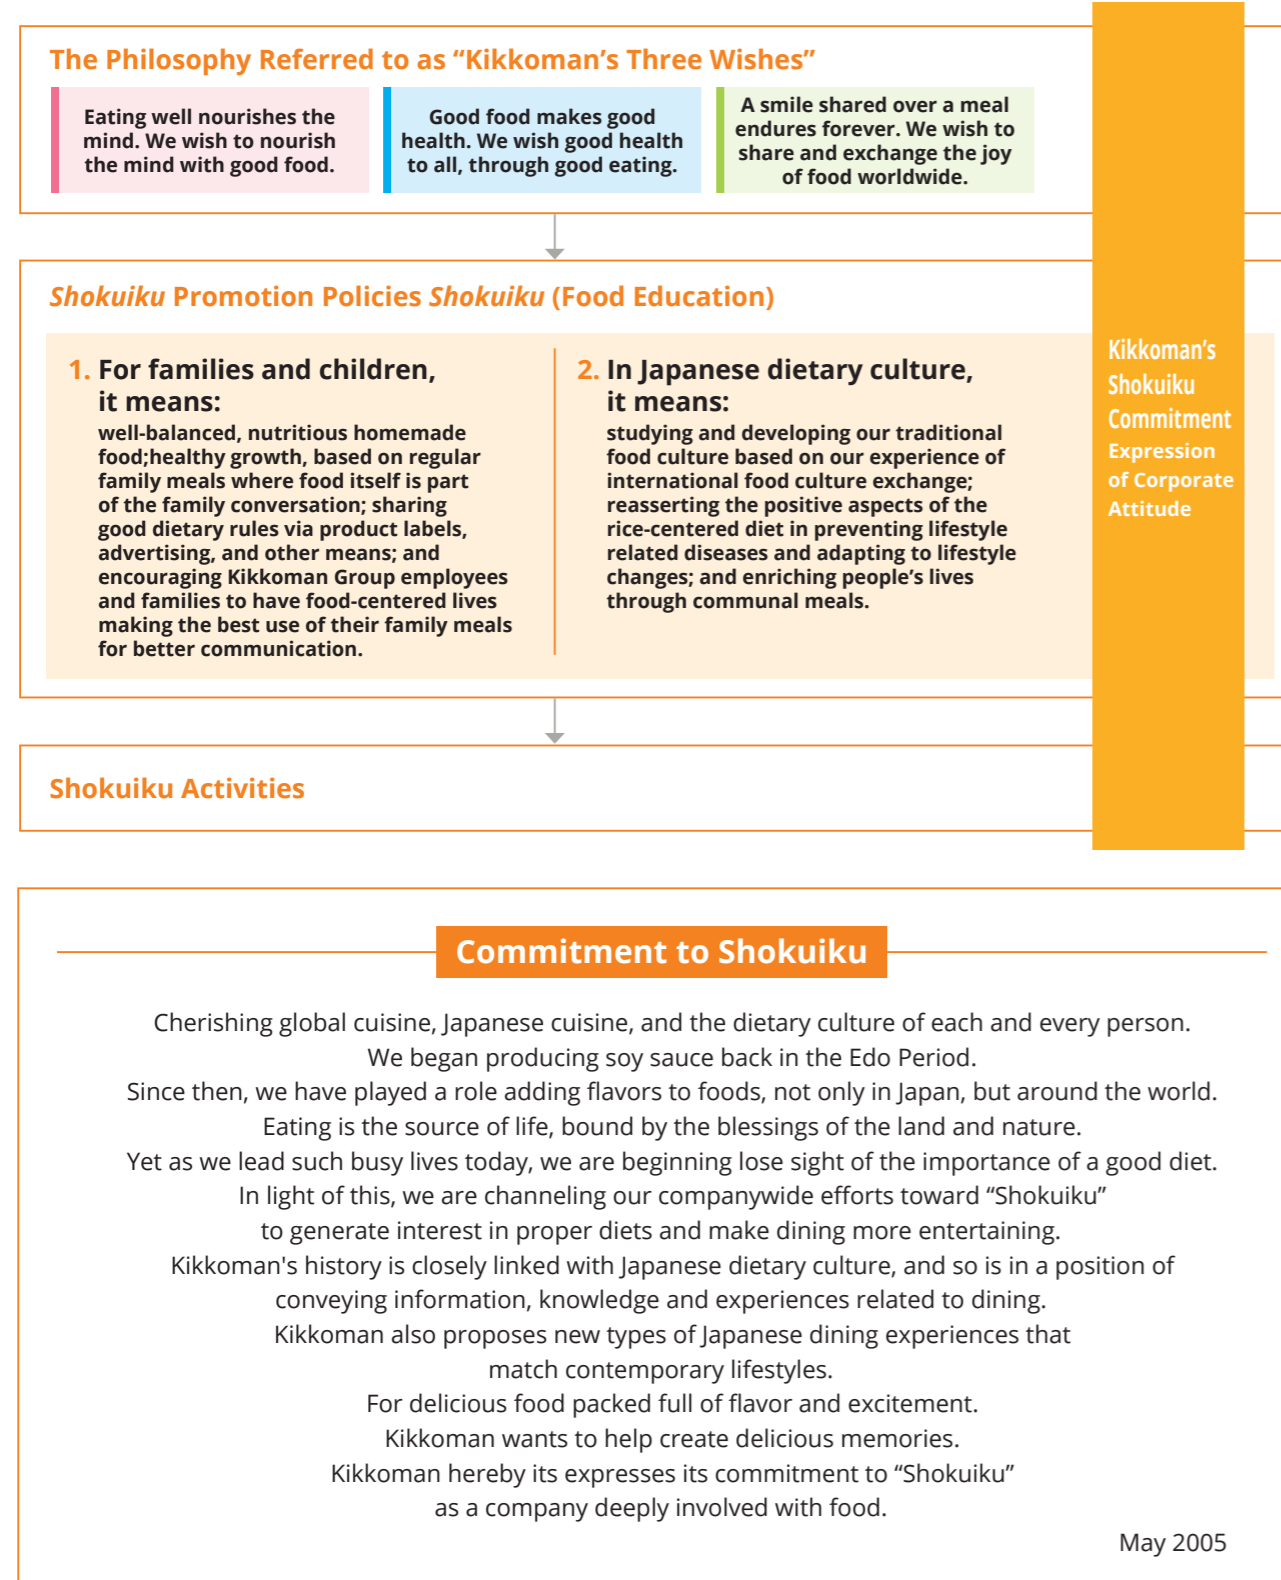 The Philosophy Referred to as “Kikkoman’s Three Wishes”
Eating well nourishes the
mind. We wish to nourish
the mind with good food.
Good food makes good
health. We wish good health
to all, through good eating.
A smile shared over a meal
endures forever. We wish to
share and exchange the joy
of food worldwide.
Shokuiku Promotion Policies Shokuiku (Food Education)
1. For families and children,
it means:
well-balanced, nutritious homemade
food;healthy growth, based on regular
family meals where food itself is part
of the family conversation; sharing
good dietary rules via product labels,
advertising, and other means; and
encouraging Kikkoman Group employees
and families to have food-centered lives
making the best use of their family meals
for better communication.
2. In Japanese dietary culture,
it means:
studying and developing our traditional
food culture based on our experience of
international food culture exchange;
reasserting the positive aspects of the
rice-centered diet in preventing lifestyle
related diseases and adapting to lifestyle
changes; and enriching people’s lives
through communal meals.
Kikkoman’s
Shokuiku
Commitment
Expression
of Corporate
Attitude
Shokuiku Activities
Commitment to Shokuiku
Cherishing global cuisine, Japanese cuisine, and the dietary culture of each and every person.
We began producing soy sauce back in the Edo Period.
Since then, we have played a role adding flavors to foods, not only in Japan, but around the world.
Eating is the source of life, bound by the blessings of the land and nature.
Yet as we lead such busy lives today, we are beginning lose sight of the importance of a good diet.
In light of this, we are channeling our companywide efforts toward “Shokuiku”
to generate interest in proper diets and make dining more entertaining.
Kikkoman's history is closely linked with Japanese dietary culture, and so is in a position of
conveying information, knowledge and experiences related to dining.
Kikkoman also proposes new types of Japanese dining experiences that
match contemporary lifestyles.
For delicious food packed full of flavor and excitement.
Kikkoman wants to help create delicious memories.
Kikkoman hereby its expresses its commitment to “Shokuiku”
as a company deeply involved with food.
May 2005